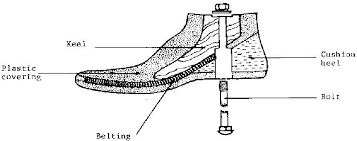 Keel
Cushion
heel
Plastic
covering
Bolt
Belting